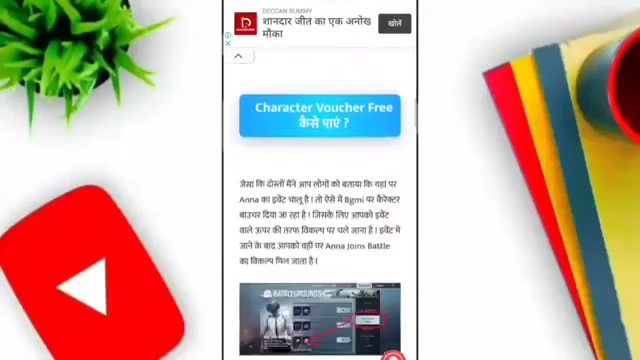 DECCAN RUMMY
शानदार जीत का एक अनोखा
मौका
खोलें
Character Voucher Free
कैसे पाएं ?
जैसा कि दोस्तों मैंने आप लोगों को बताया कि यहां पर
Anna का इवेंट चालू है। तो ऐसे में Bgmi पर कैरेक्टर
बाउचर दिया जा रहा है। जिसके लिए आपको इवेंट
वाले ऊपर की तरफ विकल्प पर चले जाना है। इवेंट में
जाने के बाद आपको वहीं पर Anna Joins Battle
का विकल्प मिल जाता है।
BATTLEGROUNDS